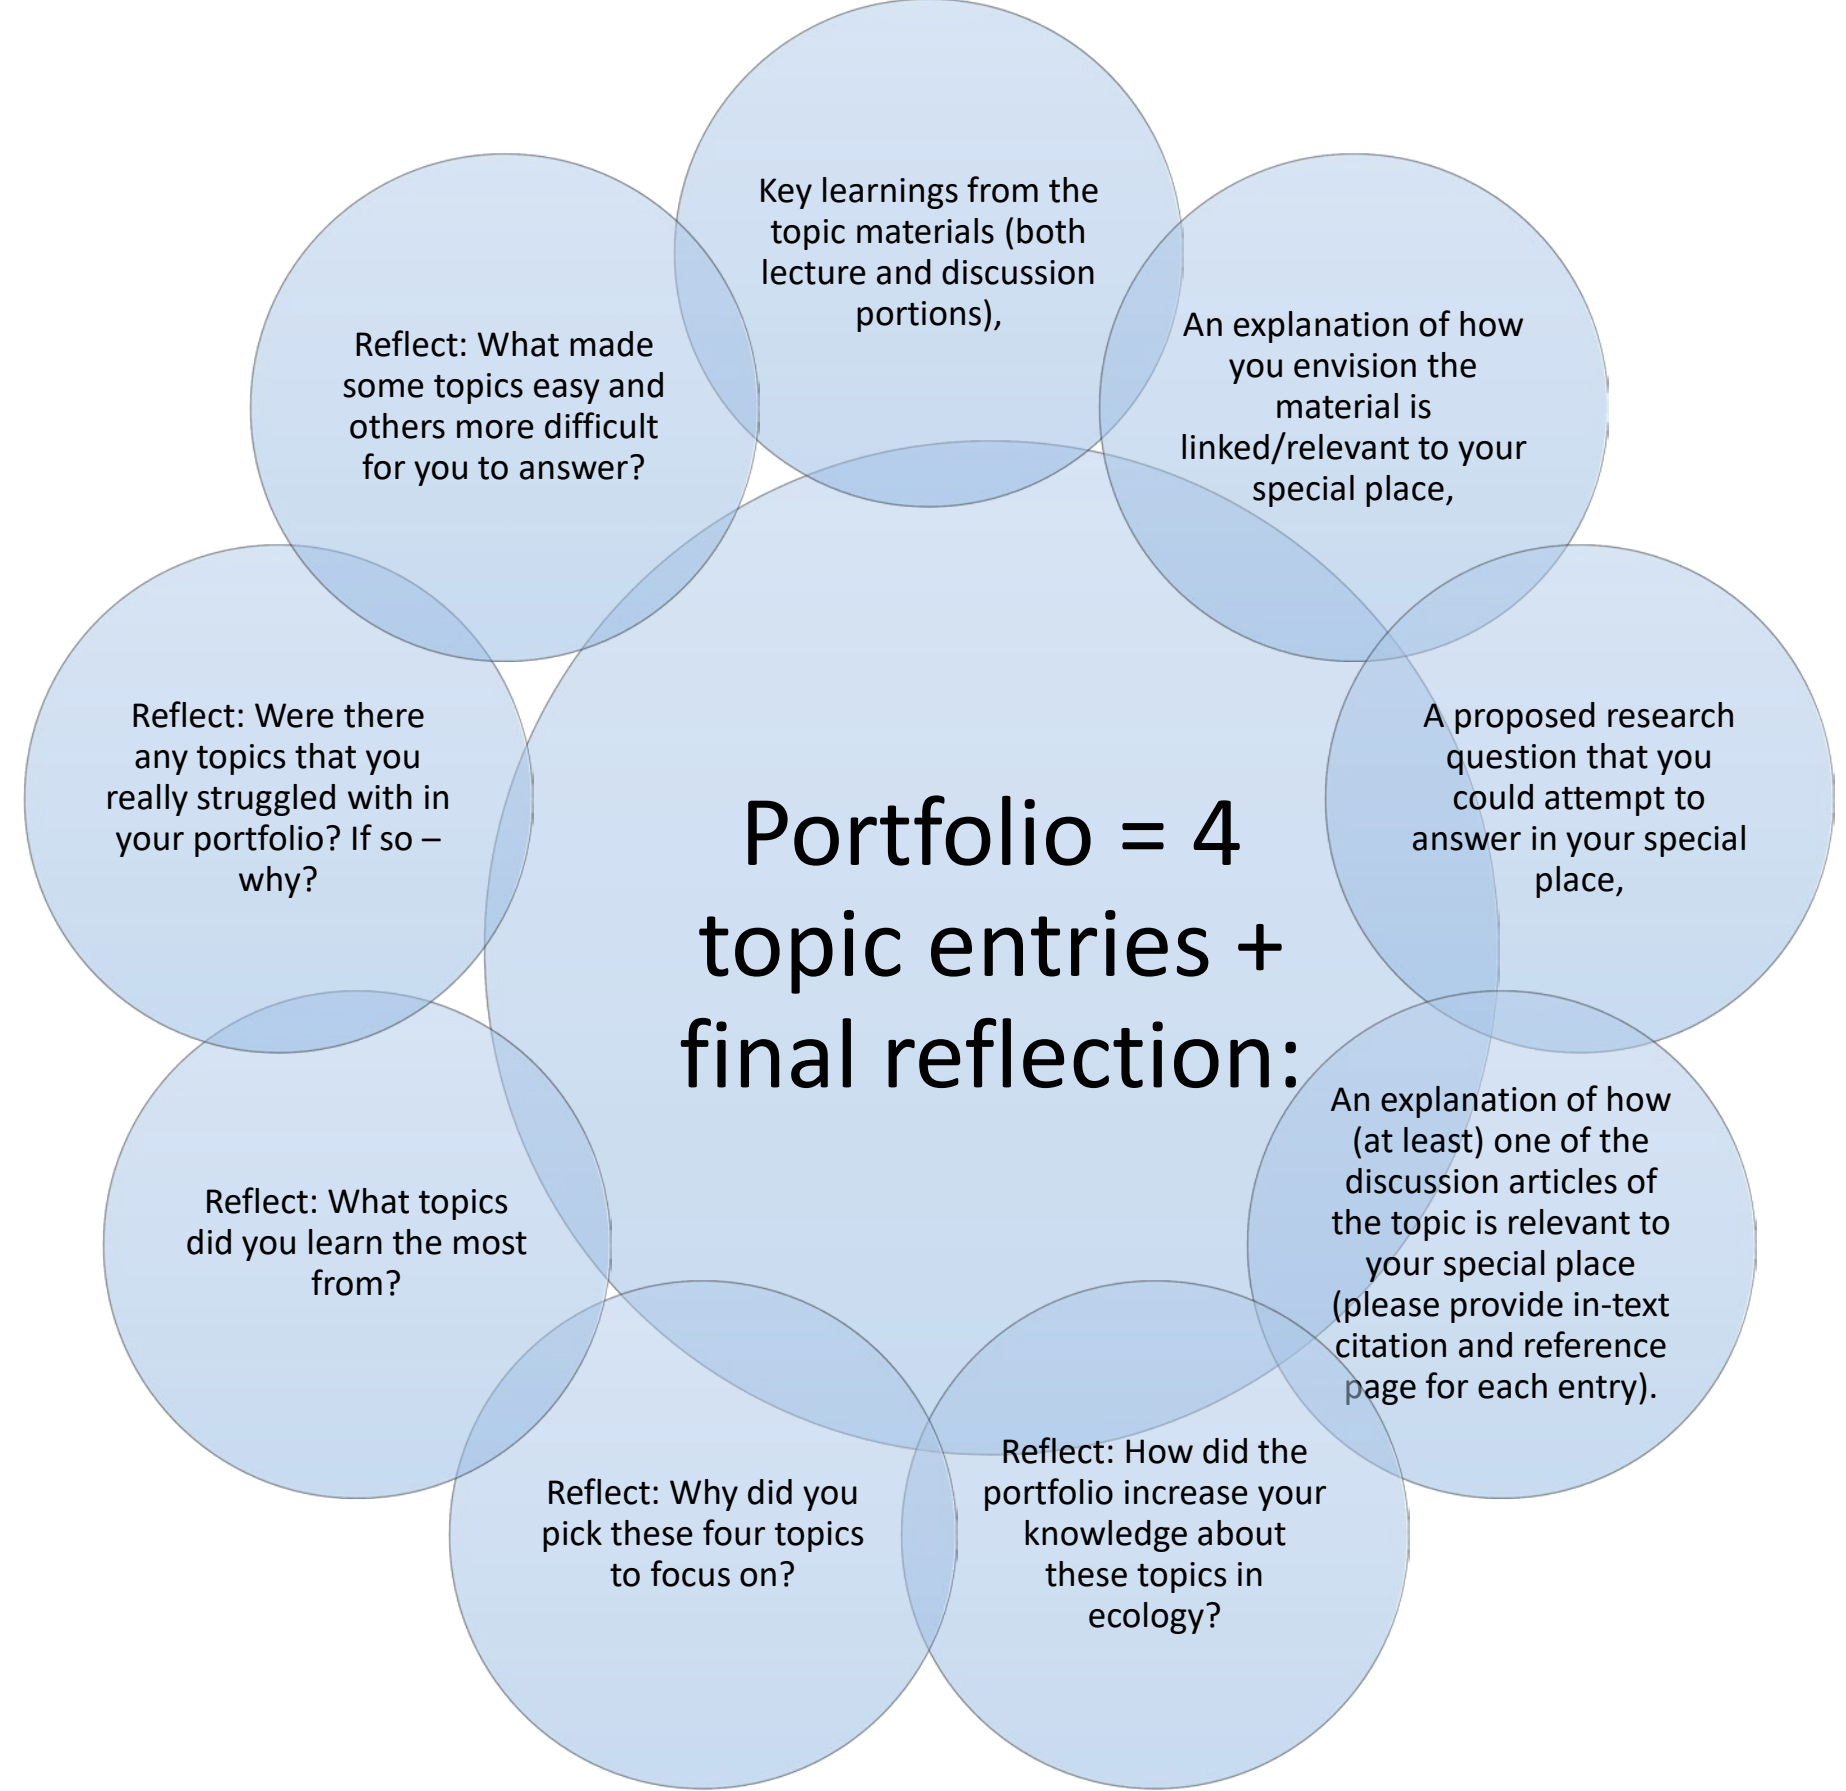 Portfolio = 4
topic entries +
final reflection:
Key learnings from the
topic materials (both
lecture and discussion
portions),
An explanation of how
you envision the
material is
linked/relevant to your
special place,
A proposed research
question that you
could attempt to
answer in your special
place,
An explanation of how
(at least) one of the
discussion articles of
the topic is relevant to
your special place
(please provide in-text
citation and reference
page for each entry).
Reflect: How did the
portfolio increase your
knowledge about
these topics in
ecology?
Reflect: Why did you
pick these four topics
to focus on?
Reflect: What topics
did you learn the most
from?
Reflect: Were there
any topics that you
really struggled with in
your portfolio? If so –
why?
Reflect: What made
some topics easy and
others more difficult
for you to answer?